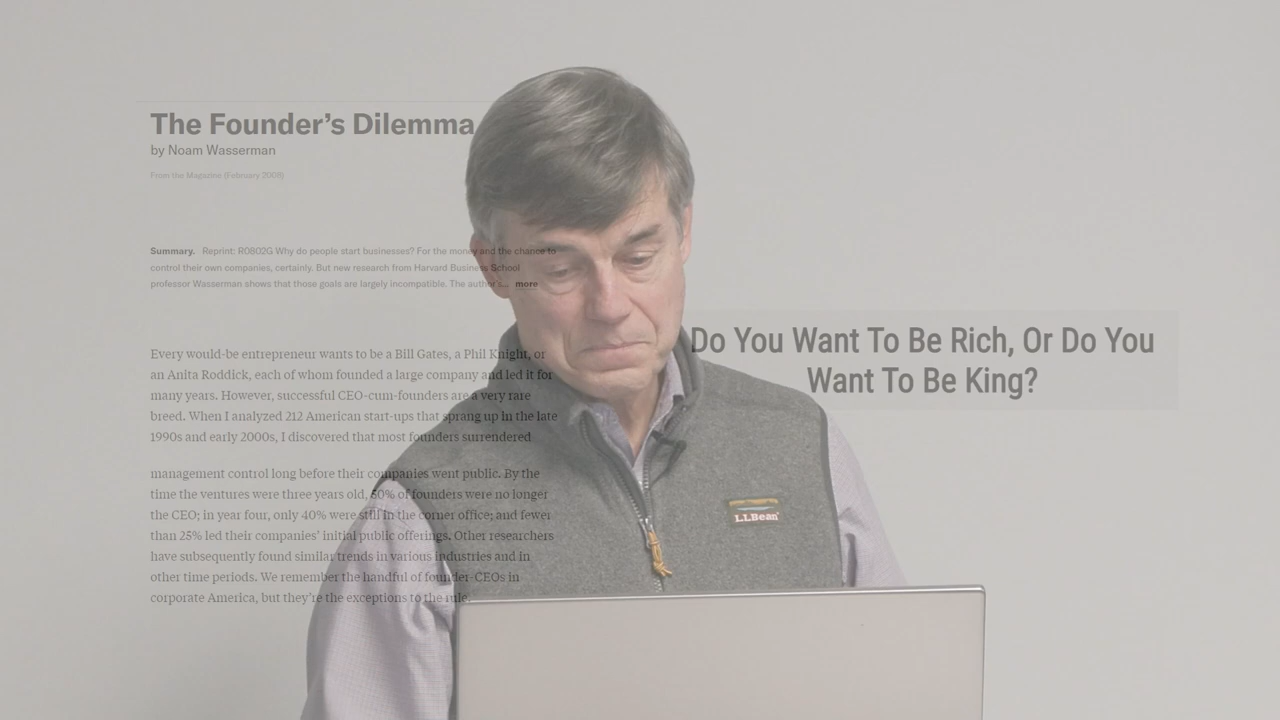 The Founder's Dilemma
by Noam Wasserman
From the Magazine (February 2008)
Summary. Reprint: R0802G Why do people start businesses? For the money and the chance to
control their own companies, certainly. But new research from Harvard Business School
professor Wasserman shows that those goals are largely incompatible. The author's... more
Every would-be entrepreneur wants to be a Bill Gates, a Phil Knight, or
an Anita Roddick, each of whom founded a large company and led it for
many years. However, successful CEO-cum-founders are a very rare
breed. When I analyzed 212 American start-ups that sprang up in the late
1990s and early 2000s, I discovered that most founders surrendered
management control long before their companies went public. By the
time the ventures were three years old, 50% of founders were no longer
the CEO; in year four, only 40% were still in the corner office; and fewer
than 25% led their companies' initial public offerings. Other researchers
have subsequently found similar trends in various industries and in
other time periods. We remember the handful of founder-CEOs in
corporate America, but they're the exceptions to the rule.
Do You Want To Be Rich, Or Do You
Want To Be King?
L.L.Bean